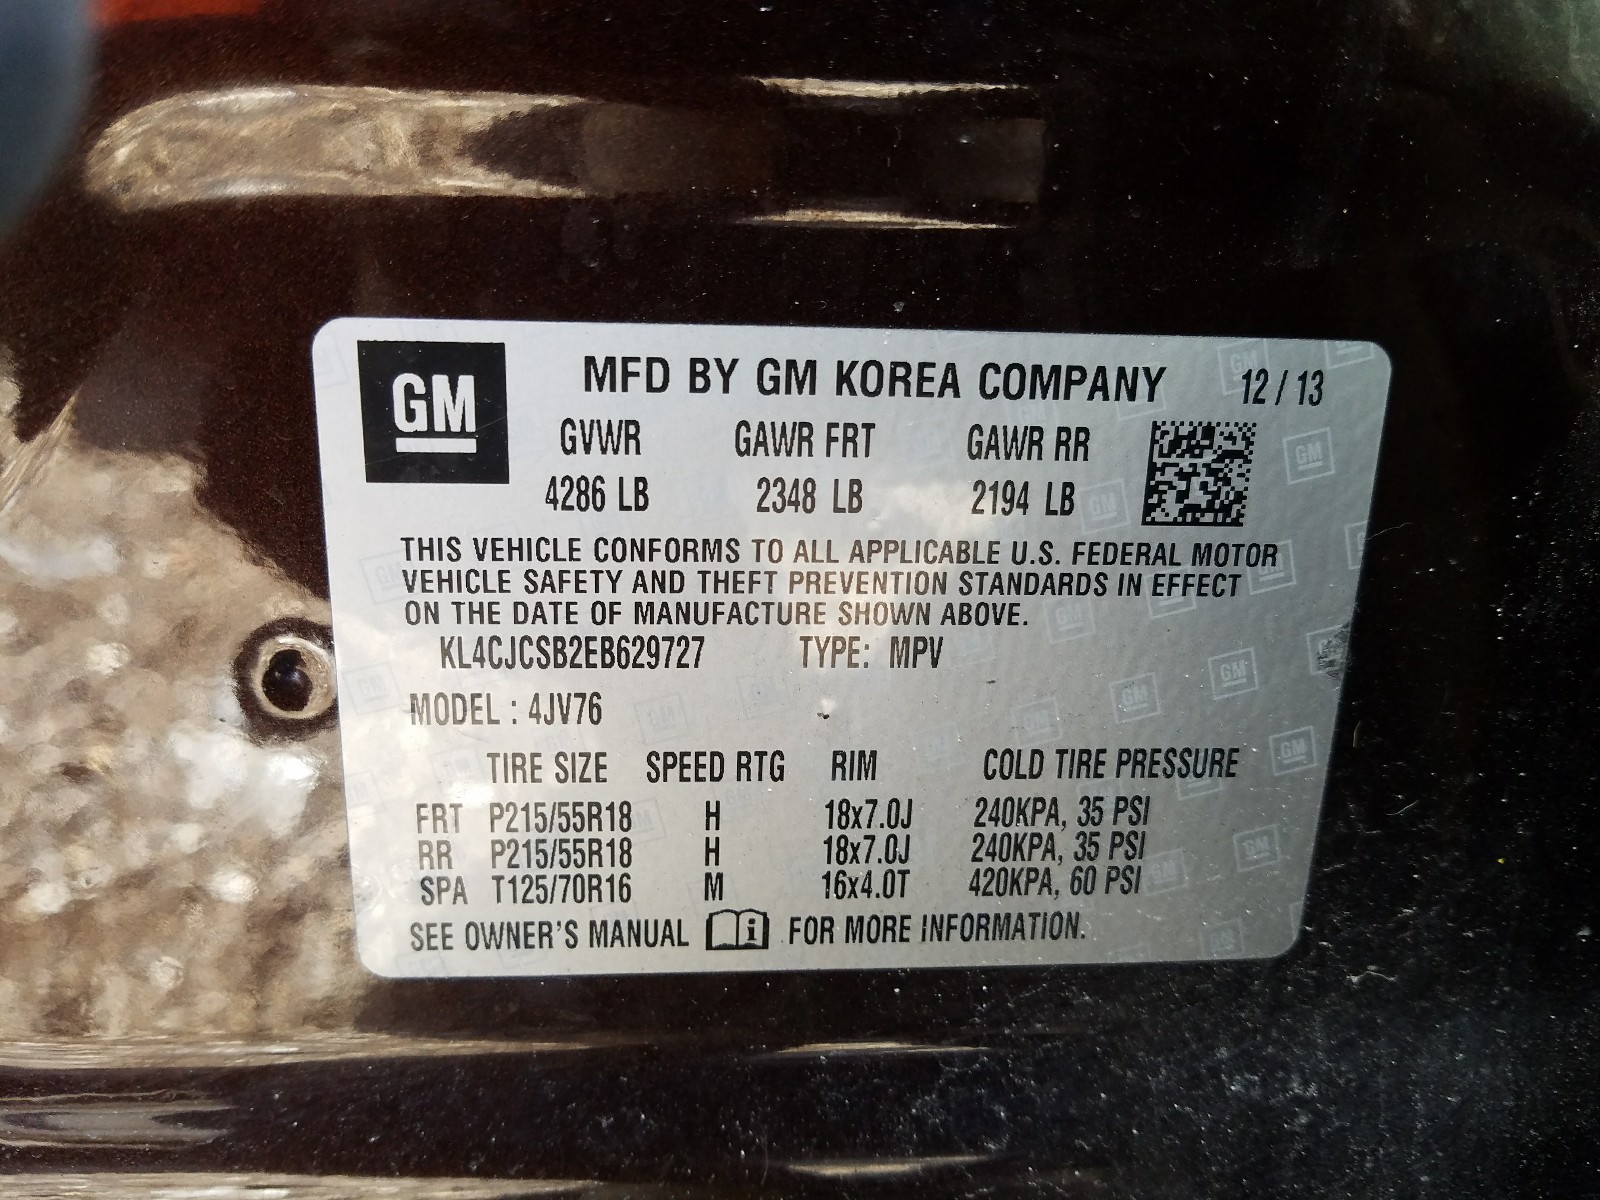 GM
MFD BY GM KOREA COMPANY 12 / 13
GVWR GAWR FRT GAWR RR
4286 LB 2348 LB 2194 LB
THIS VEHICLE CONFORMS TO ALL APPLICABLE U.S. FEDERAL MOTOR
VEHICLE SAFETY AND THEFT PREVENTION STANDARDS IN EFFECT
ON THE DATE OF MANUFACTURE SHOWN ABOVE.
KL4CJCSB2EB629727 TYPE: MPV
MODEL : 4JV76
TIRE SIZE SPEED RTG RIM COLD TIRE PRESSURE
FRT P215/55R18 H 18x7.0J 240KPA, 35 PSI
RR P215/55R18 H 18x7.0J 240KPA, 35 PSI
SPA T125/70R16 M 16x4.0T 420KPA, 60 PSI
SEE OWNER'S MANUAL i FOR MORE INFORMATION.